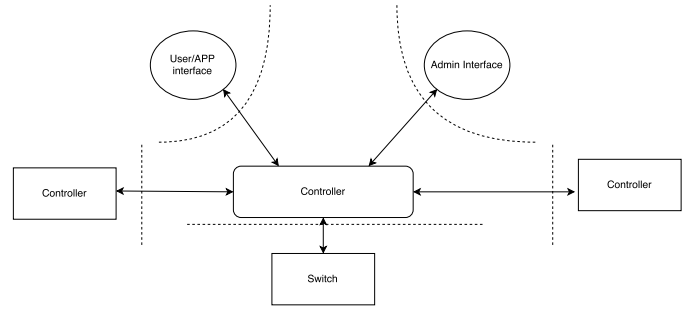 User/APP
interface
Admin Interface
Controller
Controller
Controller
Switch